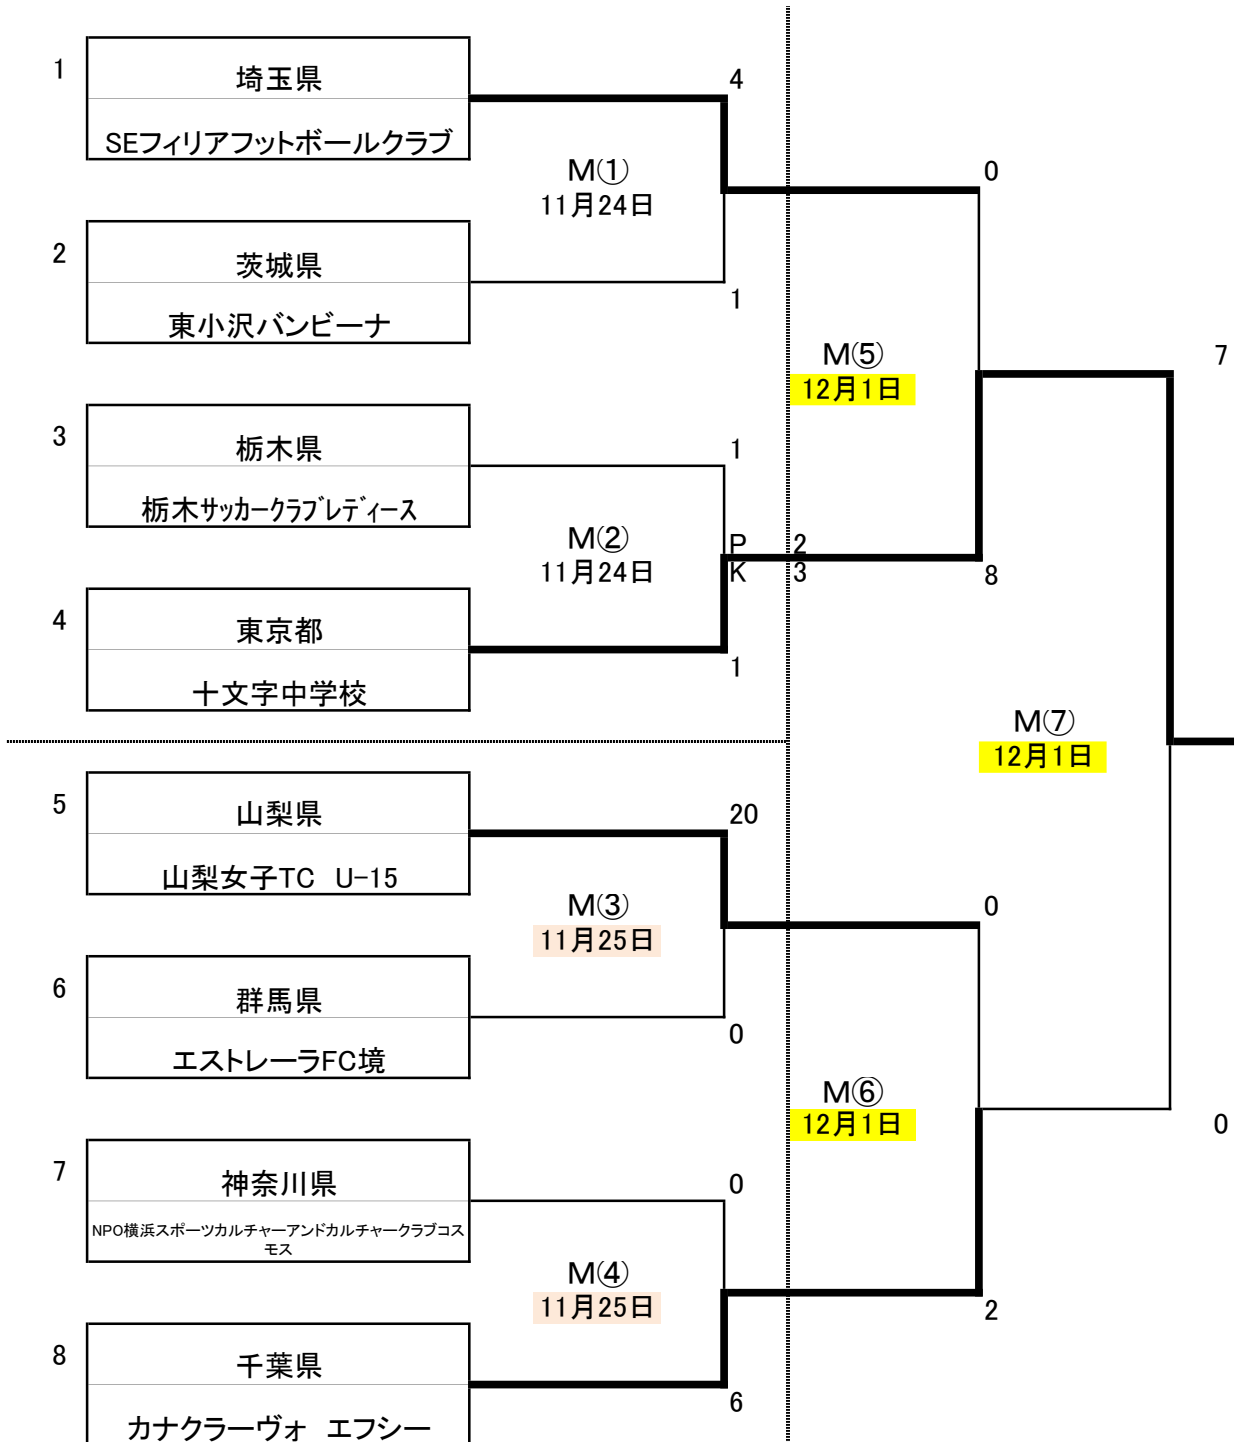 1
埼玉県
SEフィリアフットボールクラブ
4
M①
11月24日
0
2
茨城県
東小沢バンビーナ
1
M⑤
12月1日
7
3
栃木県
栃木サッカークラブレディース
1
M②
11月24日
PK 2 3
8
4
東京都
十文字中学校
1
M⑦
12月1日
5
山梨県
山梨女子TC U-15
20
M③
11月25日
0
6
群馬県
エストレーラFC境
0
M⑥
12月1日
0
7
神奈川県
NPO横浜スポーツカルチャーアンドカルチャークラブコス
モス
0
M④
11月25日
2
8
千葉県
カナクラーヴォ エフシー
6